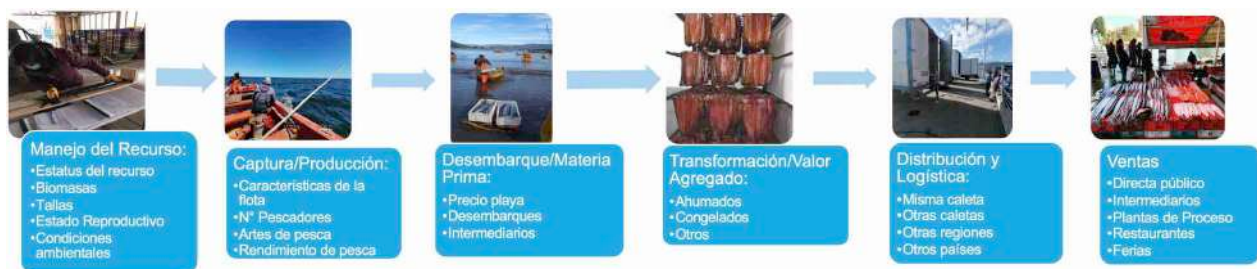 Manejo del Recurso:
•Estatus del recurso
•Biomasas
•Tallas
•Estado Reproductivo
•Condiciones
ambientales
Captura/Producción:
•Características de la
flota
•N° Pescadores
•Artes de pesca
•Rendimiento de pesca
Desembarque/Materia
Prima:
•Precio playa
•Desembarques
•Intermediarios
Transformación/Valor
Agregado:
•Ahumados
•Congelados
•Otros
Distribución y
Logística:
•Misma caleta
•Otras caletas
•Otras regiones
•Otros países
Ventas
•Directa público
•Intermediarios
•Plantas de Proceso
•Restaurantes
•Ferias